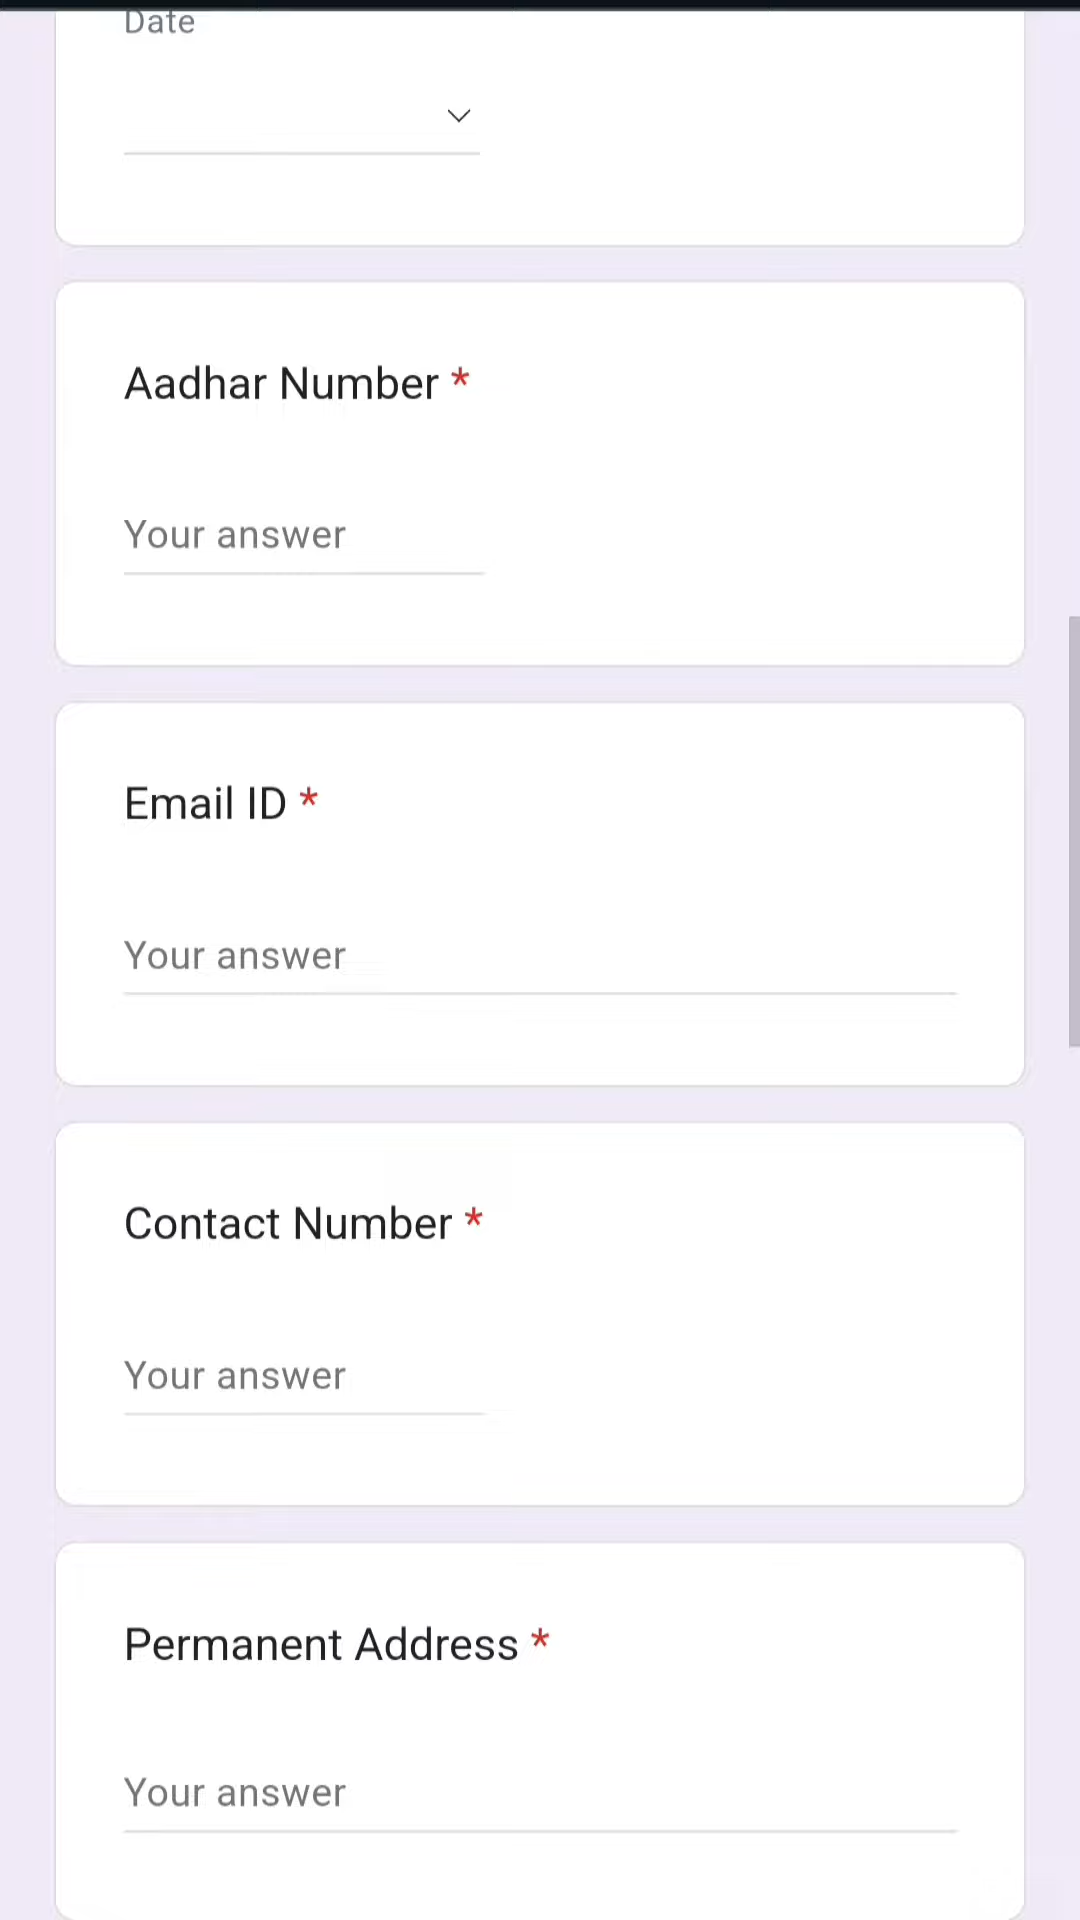 Date
Aadhar Number *
Your answer
Email ID *
Your answer
Contact Number *
Your answer
Permanent Address *
Your answer